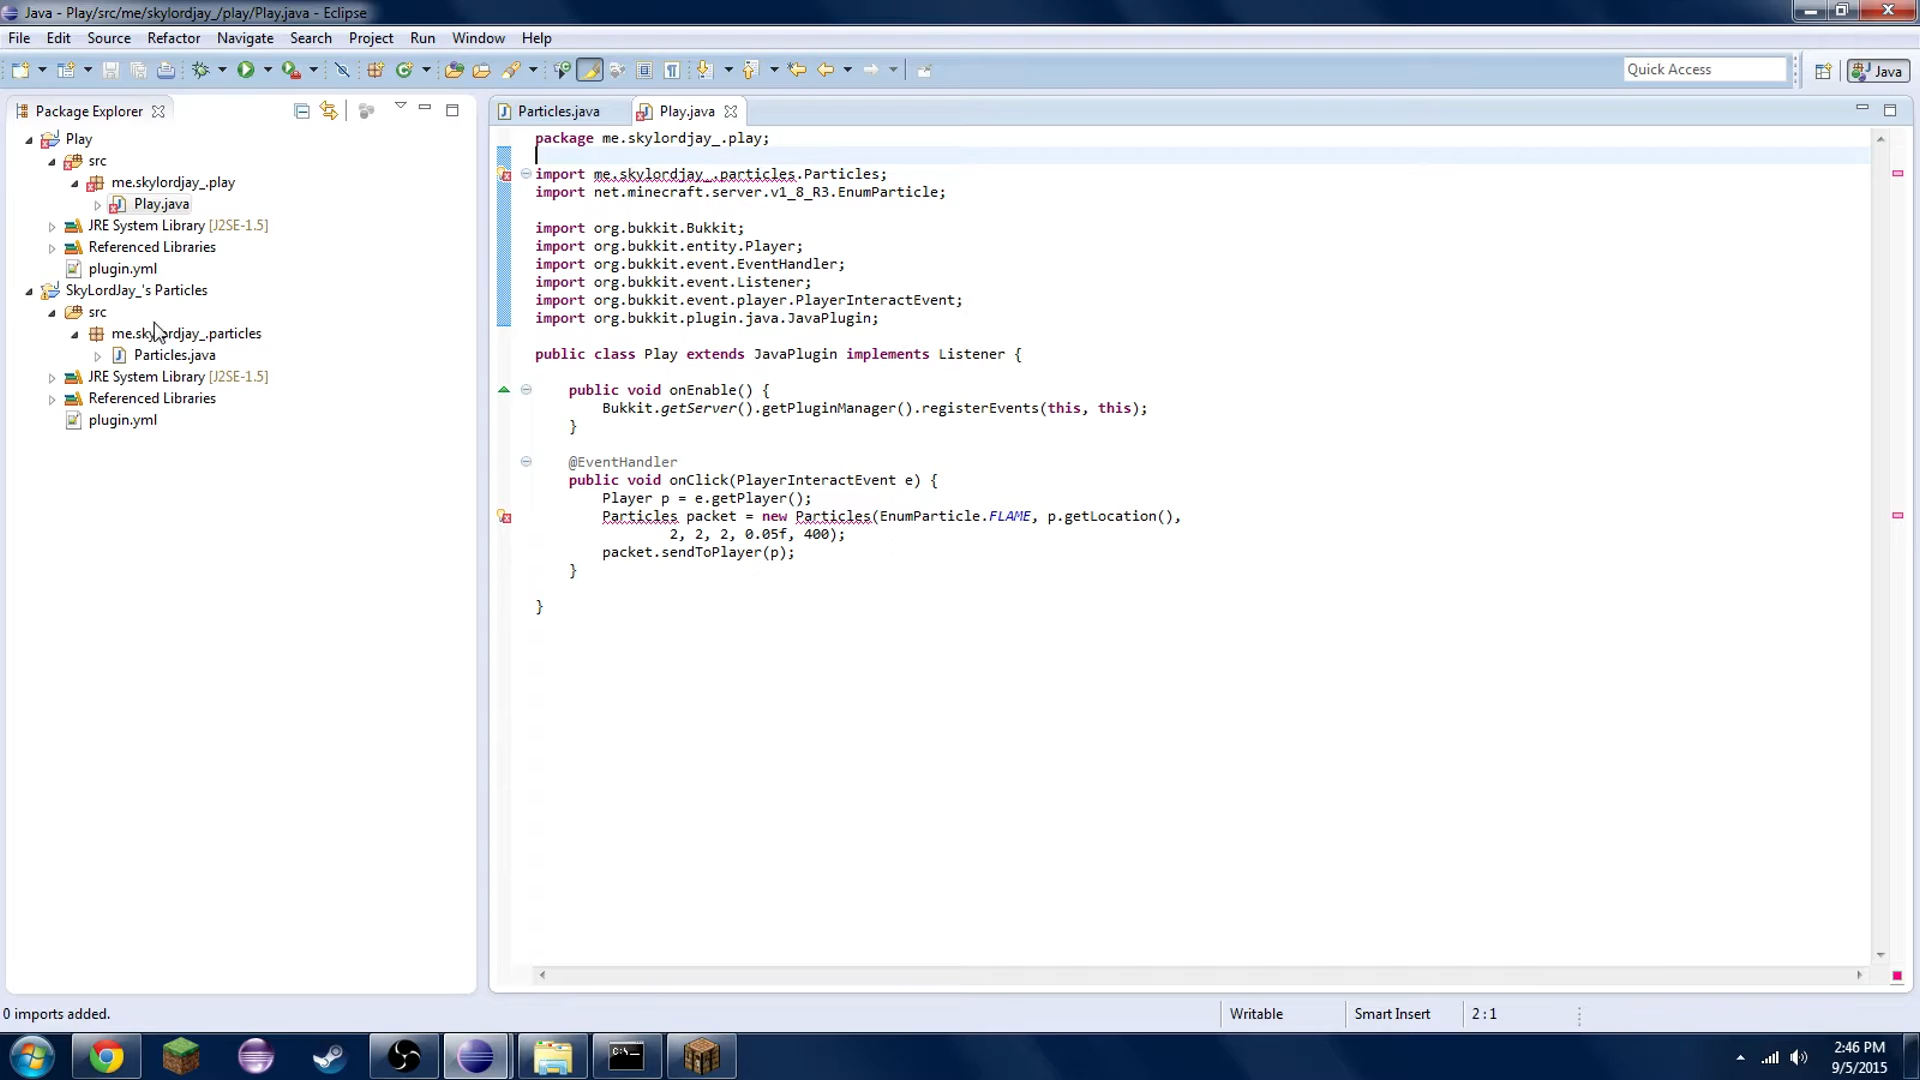 Java - Play/src/me/skylordjay_/play/Play.java - Eclipse
File Edit Source Refactor Navigate Search Project Run Window Help
Quick Access
Java
Package Explorer
Particles.java
Play.java
Play
src
me.skylordjay_.play
Play.java
JRE System Library [J2SE-1.5]
Referenced Libraries
plugin.yml
SkyLordJay_'s Particles
src
me.skylordjay_.particles
Particles.java
JRE System Library [J2SE-1.5]
Referenced Libraries
plugin.yml
package me.skylordjay_.play;
import me.skylordjay_.particles.Particles;
import net.minecraft.server.v1_8_R3.EnumParticle;
import org.bukkit.Bukkit;
import org.bukkit.entity.Player;
import org.bukkit.event.EventHandler;
import org.bukkit.event.Listener;
import org.bukkit.event.player.PlayerInteractEvent;
import org.bukkit.plugin.java.JavaPlugin;
public class Play extends JavaPlugin implements Listener {
public void onEnable() {
Bukkit.getServer().getPluginManager().registerEvents(this, this);
}
@EventHandler
public void onClick(PlayerInteractEvent e) {
Player p = e.getPlayer();
Particles packet = new Particles(EnumParticle.FLAME, p.getLocation(),
2, 2, 2, 0.05f, 400);
packet.sendToPlayer(p);
}
}
0 imports added.
Writable
Smart Insert
2 : 1
C:\
2:46 PM
9/5/2015